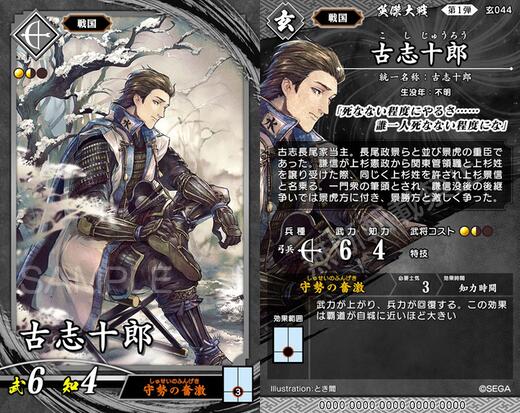 戦国
SAMPLE
古志十郎
武6 知4
しゅせいのふんげき
守勢の奮激
3
玄
戦国
英傑大戦
第1弾
玄044
こし じゅうろう
古志十郎
統一名称：古志十郎
生没年：不明
「死なない程度にやるさ……
誰一人死なない程度にな」
古志長尾家当主。長尾政景らと並び景虎の重臣で
あった。謙信が上杉憲政から関東管領職と上杉姓
を譲り受けた際、同じく上杉姓を許され上杉景信
と名乗る。一門衆の筆頭とされ、謙信没後の後継
争いでは景虎方に付き、景勝方と激しく争った。
兵種 武力 知力 武将コスト
弓兵 6 4 特技
しゅせいのふんげき
守勢の奮激
必要士気
3
効果時間
知力時間
効果範囲
武力が上がり、兵力が回復する。この効果
は覇道が自城に近いほど大きい
Illustration:とき間
©SEGA
0000-0000-0000-0000-0000